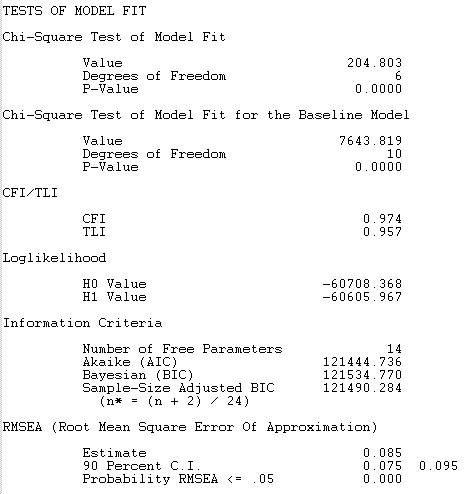 TESTS OF MODEL FIT
Chi-Square Test of Model Fit
Value 204.803
Degrees of Freedom 6
P-Value 0.0000
Chi-Square Test of Model Fit for the Baseline Model
Value 7643.819
Degrees of Freedom 10
P-Value 0.0000
CFI/TLI
CFI 0.974
TLI 0.957
Loglikelihood
H0 Value -60708.368
H1 Value -60605.967
Information Criteria
Number of Free Parameters 14
Akaike (AIC) 121444.736
Bayesian (BIC) 121534.770
Sample-Size Adjusted BIC 121490.284
(n* = (n + 2) / 24)
RMSEA (Root Mean Square Error Of Approximation)
Estimate 0.085
90 Percent C.I. 0.075 0.095
Probability RMSEA <= .05 0.000